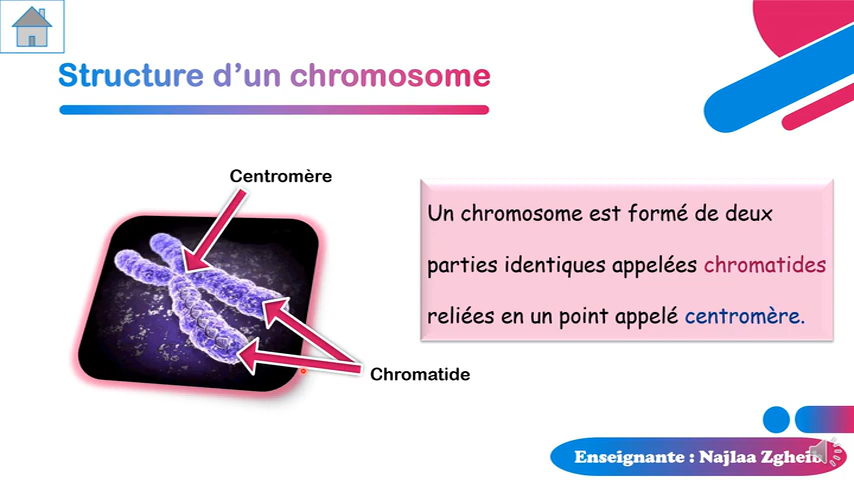 Structure d'un chromosome
Centromère
Un chromosome est formé de deux
parties identiques appelées chromatides
reliées en un point appelé centromère.
Chromatide
Enseignante : Najlaa